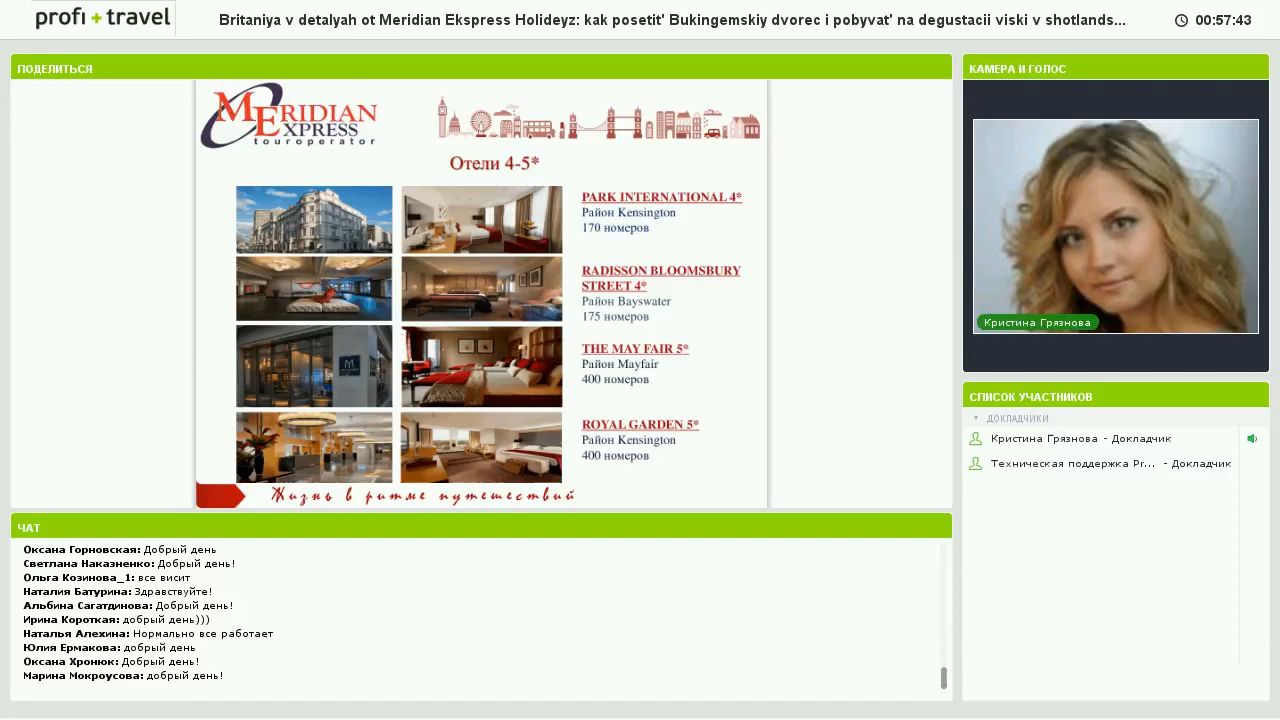 profi + travel
Britaniya v detalyah ot Meridian Ekspress Holideyz: kak posetit' Bukingemskiy dvorec i pobyvat' na degustacii viski v shotlands...
00:57:43
ПОДЕЛИТЬСЯ
MERIDIAN
EXPRESS
touroperator
Отели 4-5*
PARK INTERNATIONAL 4*
Район Kensington
170 номеров
RADISSON BLOOMSBURY
STREET 4*
Район Bayswater
175 номеров
THE MAY FAIR 5*
Район Mayfair
400 номеров
ROYAL GARDEN 5*
Район Kensington
400 номеров
Жизнь в ритме путешествий
КАМЕРА И ГОЛОС
Кристина Грязнова
СПИСОК УЧАСТНИКОВ
ДОКЛАДЧИКИ
Кристина Грязнова - Докладчик
Техническая поддержка Pr... - Докладчик
ЧАТ
Оксана Горновская: Добрый день
Светлана Наказненко: Добрый день!
Ольга Козинова_1: все висит
Наталия Батурина: Здравствуйте!
Альбина Сагатдинова: Добрый день!
Ирина Короткая: добрый день)))
Наталья Алехина: Нормально все работает
Юлия Ермакова: добрый день
Оксана Хронюк: Добрый день!
Марина Мокроусова: добрый день!